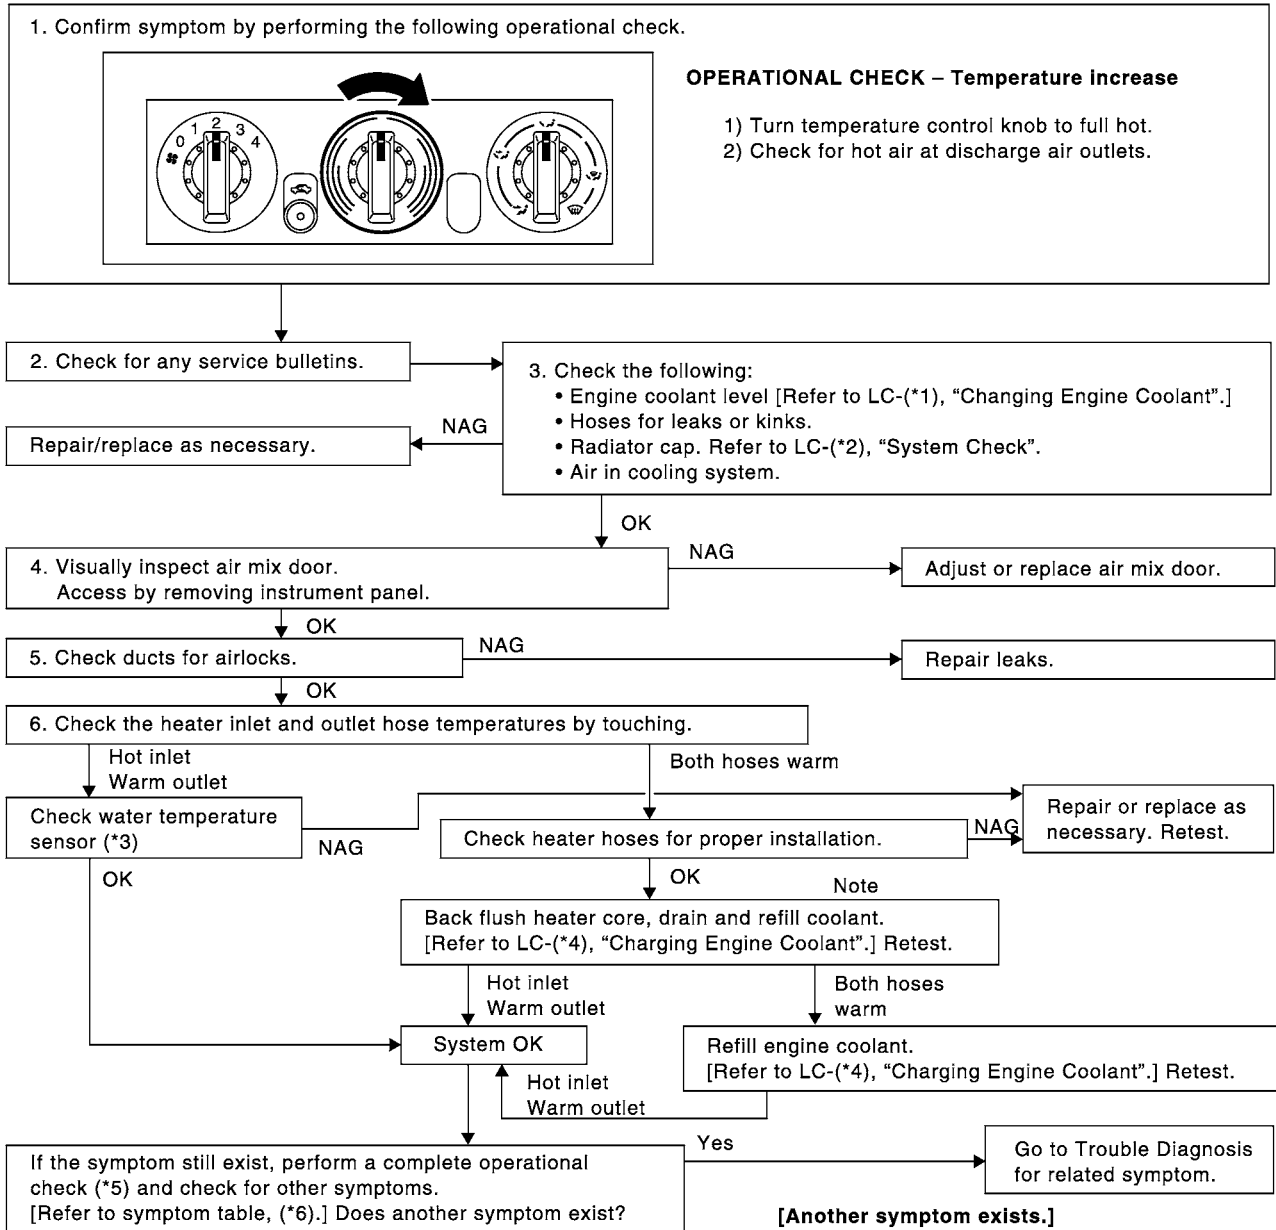 1. Confirm symptom by performing the following operational check.
0 1 2 3 4
OPERATIONAL CHECK – Temperature increase
1) Turn temperature control knob to full hot.
2) Check for hot air at discharge air outlets.
2. Check for any service bulletins.
3. Check the following:
• Engine coolant level [Refer to LC-(*1), “Changing Engine Coolant”.]
• Hoses for leaks or kinks.
• Radiator cap. Refer to LC-(*2), “System Check”.
• Air in cooling system.
NAG
Repair/replace as necessary.
OK
4. Visually inspect air mix door.
Access by removing instrument panel.
NAG
Adjust or replace air mix door.
OK
5. Check ducts for airlocks.
NAG
Repair leaks.
OK
6. Check the heater inlet and outlet hose temperatures by touching.
Hot inlet
Warm outlet
Both hoses warm
Check water temperature
sensor (*3)
NAG
Check heater hoses for proper installation.
NAG
Repair or replace as
necessary. Retest.
OK
OK
Note
Back flush heater core, drain and refill coolant.
[Refer to LC-(*4), “Charging Engine Coolant”.] Retest.
Hot inlet
Warm outlet
Both hoses
warm
System OK
Refill engine coolant.
[Refer to LC-(*4), “Charging Engine Coolant”.] Retest.
Hot inlet
Warm outlet
If the symptom still exist, perform a complete operational
check (*5) and check for other symptoms.
[Refer to symptom table, (*6).] Does another symptom exist?
Yes
Go to Trouble Diagnosis
for related symptom.
[Another symptom exists.]